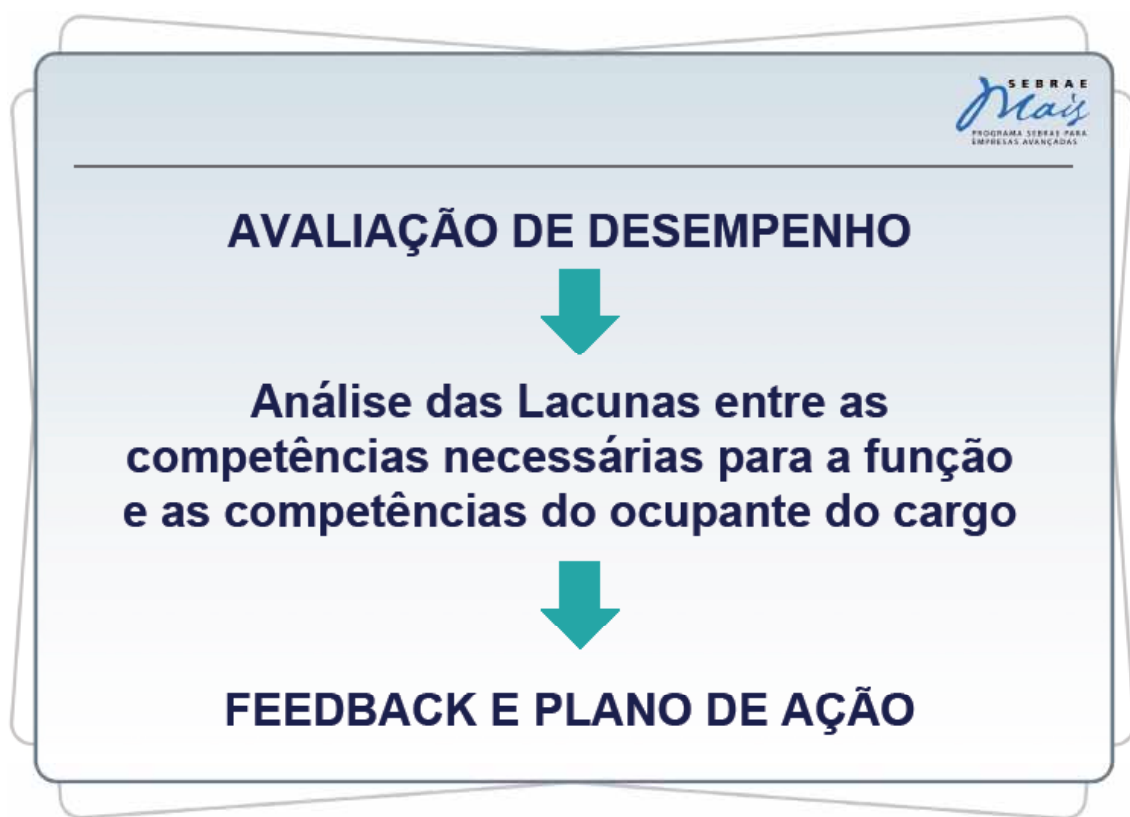 SEBRAE
Mais
PROGRAMA SEBRAE PARA
EMPRESAS AVANÇADAS
AVALIAÇÃO DE DESEMPENHO
Análise das Lacunas entre as
competências necessárias para a função
e as competências do ocupante do cargo
FEEDBACK E PLANO DE AÇÃO